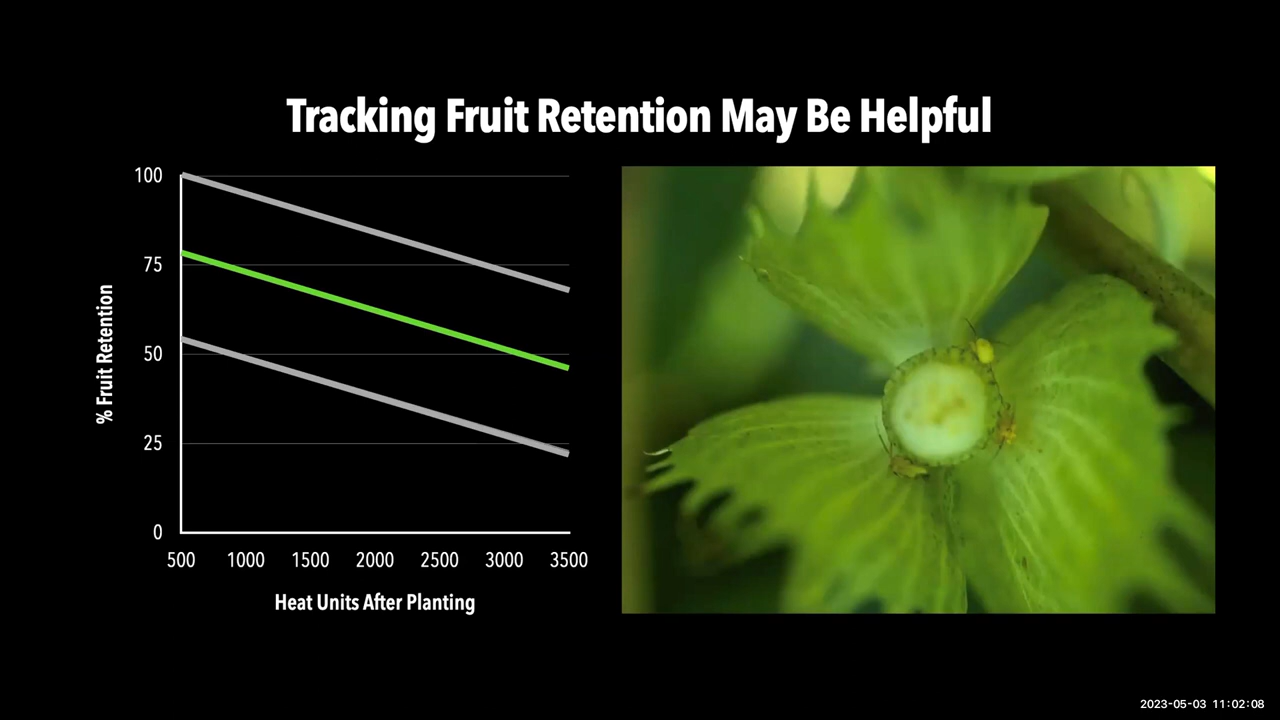 Tracking Fruit Retention May Be Helpful
100
75
50
25
0
% Fruit Retention
500 1000 1500 2000 2500 3000 3500
Heat Units After Planting
2023-05-03 11:02:08